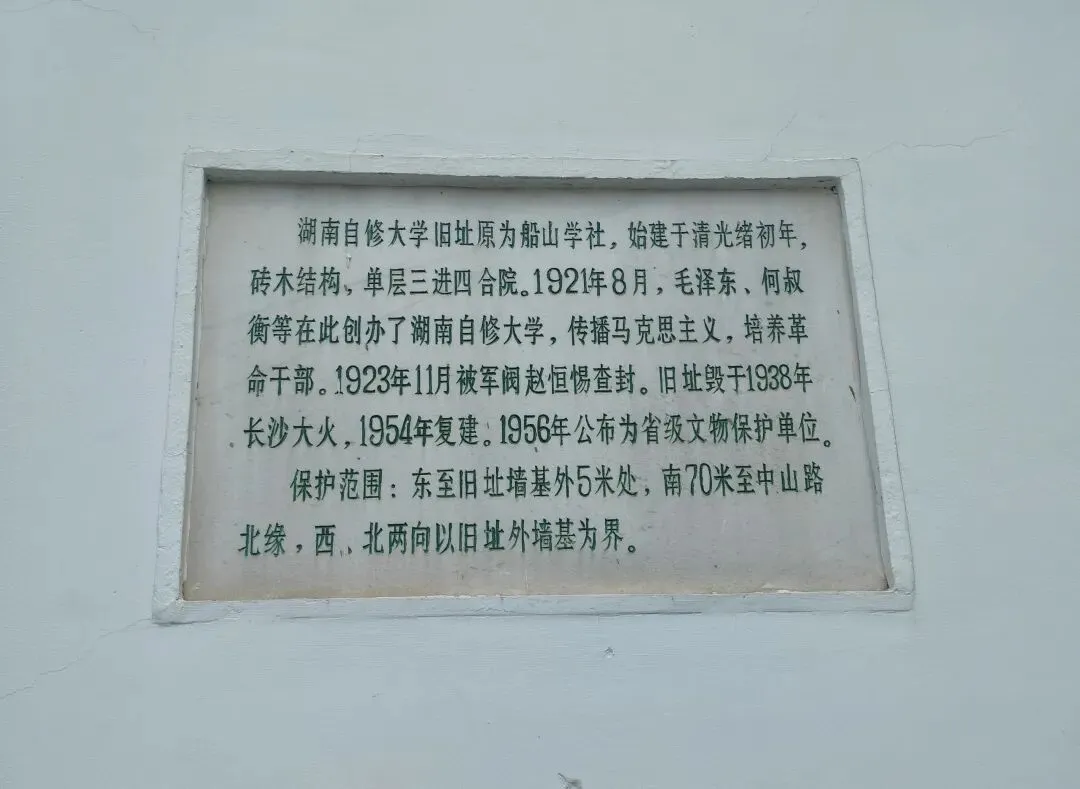 湖南自修大学旧址原为船山学社，始建于清光绪初年，
砖木结构、单层三进四合院。1921年8月，毛泽东、何叔
衡等在此创办了湖南自修大学，传播马克思主义，培养革
命干部。1923年11月被军阀赵恒惕查封。旧址毁于1938年
长沙大火，1954年复建。1956年公布为省级文物保护单位。
保护范围：东至旧址墙基外5米处，南70米至中山路
北缘，西、北两向以旧址外墙基为界。